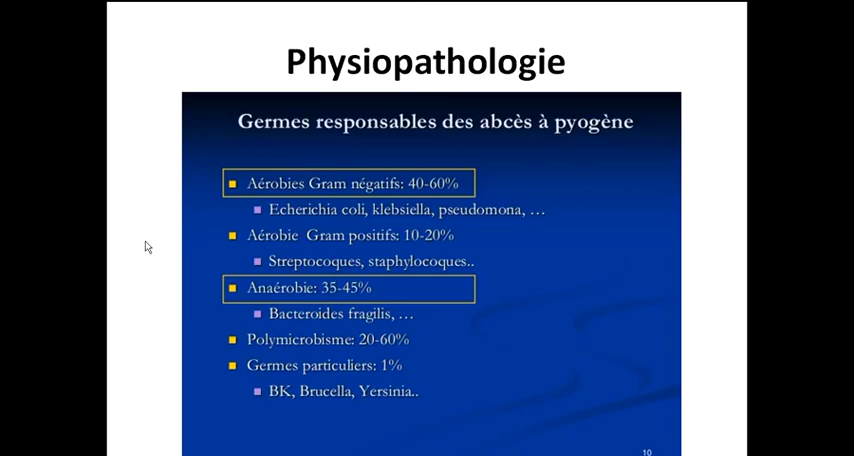 Physiopathologie
Germes responsables des abcès à pyogène
Aérobies Gram négatifs: 40-60%
Echerichia coli, klebsiella, pseudomona, …
Aérobie Gram positifs: 10-20%
Streptocoques, staphylocoques..
Anaérobie: 35-45%
Bacteroides fragilis, …
Polymicrobisme: 20-60%
Germes particuliers: 1%
BK, Brucella, Yersinia..
10